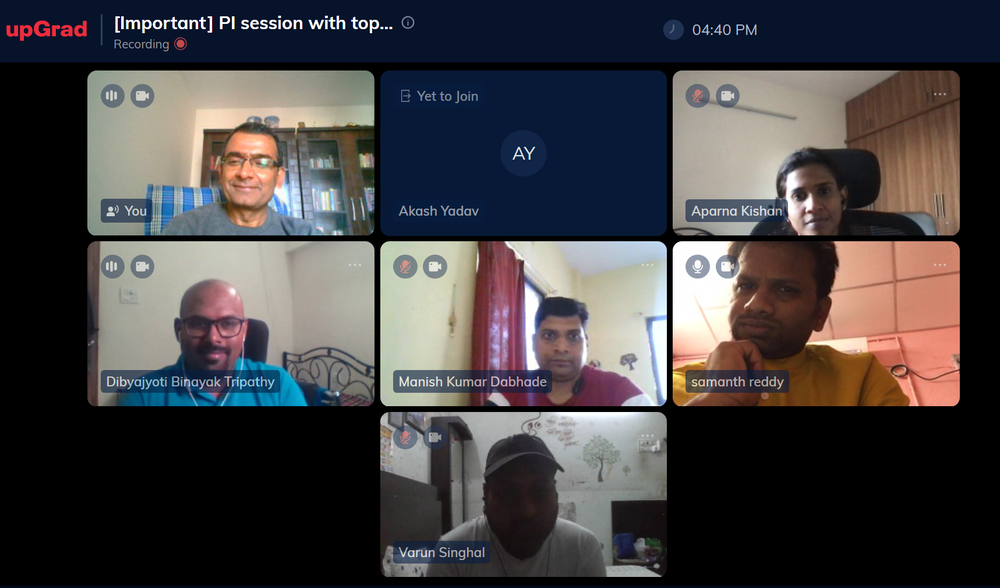 upGrad
[Important] PI session with top...
Recording
04:40 PM
You
Yet to Join
AY
Akash Yadav
Aparna Kishan
Dibyajyoti Binayak Tripathy
Manish Kumar Dabhade
samanth reddy
Varun Singhal